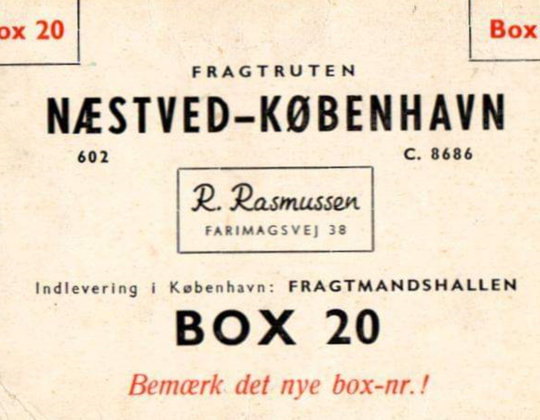 Box 20
Box
FRAGTRUTEN
NÆSTVED–KØBENHAVN
602
C. 8686
R. Rasmussen
FARIMAGSVEJ 38
Indlevering i København: FRAGTMANDSHALLEN
BOX 20
Bemærk det nye box-nr.!